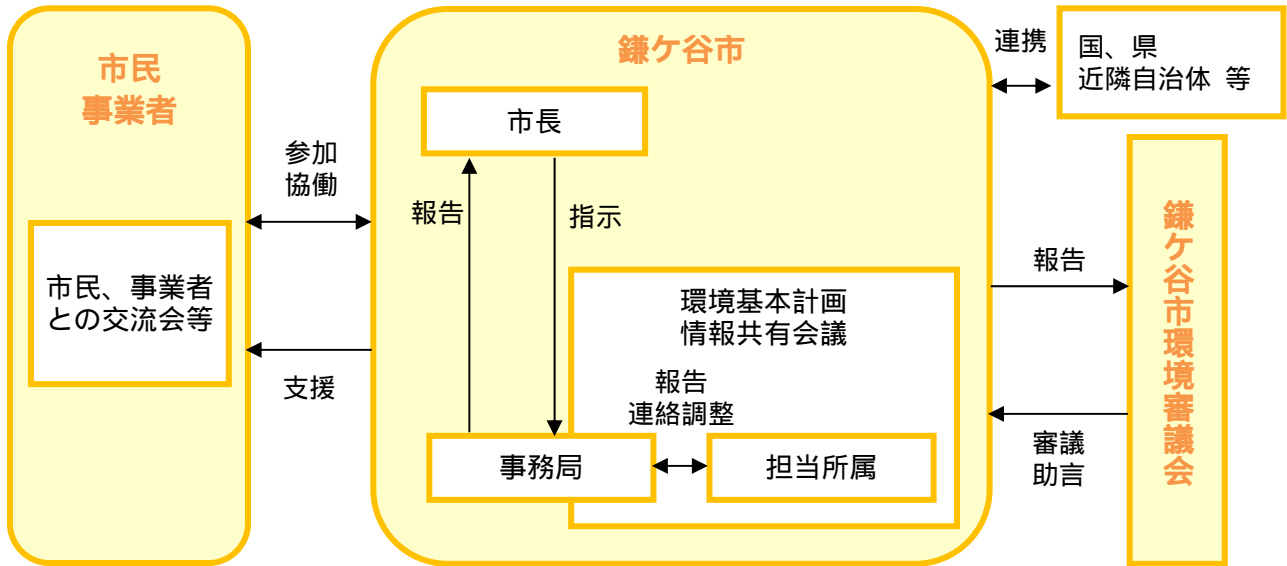 市民
事業者
市民、事業者
との交流会等
参加
協働
支援
鎌ケ谷市
市長
報告
指示
環境基本計画
情報共有会議
報告
連絡調整
事務局
担当所属
連携
国、県
近隣自治体 等
報告
審議
助言
鎌ケ谷市環境審議会